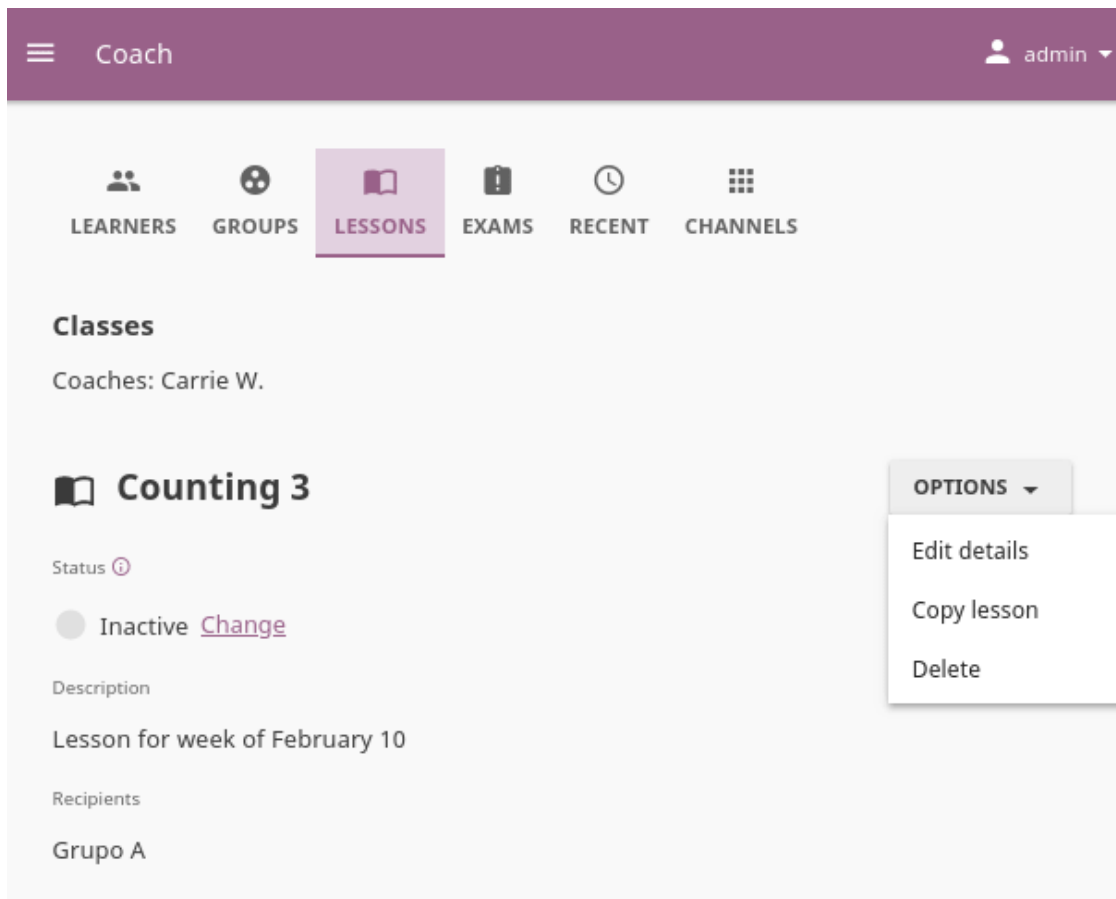 Coach admin
LEARNERS GROUPS LESSONS EXAMS RECENT CHANNELS
Classes
Coaches: Carrie W.
Counting 3
OPTIONS
Edit details
Copy lesson
Delete
Status
Inactive Change
Description
Lesson for week of February 10
Recipients
Grupo A